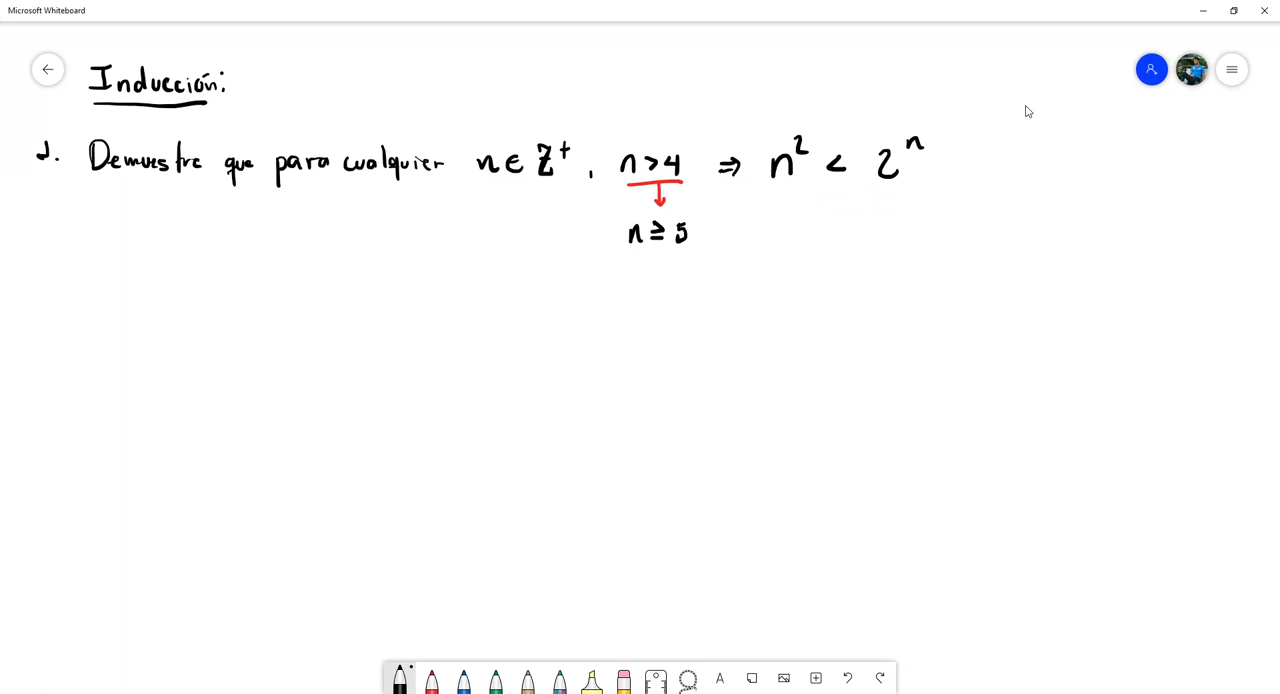 Microsoft Whiteboard
Inducción:
1. Demuestre que para cualquier n ∈ Z⁺, n > 4 ⇒ n² < 2ⁿ
n ≥ 5